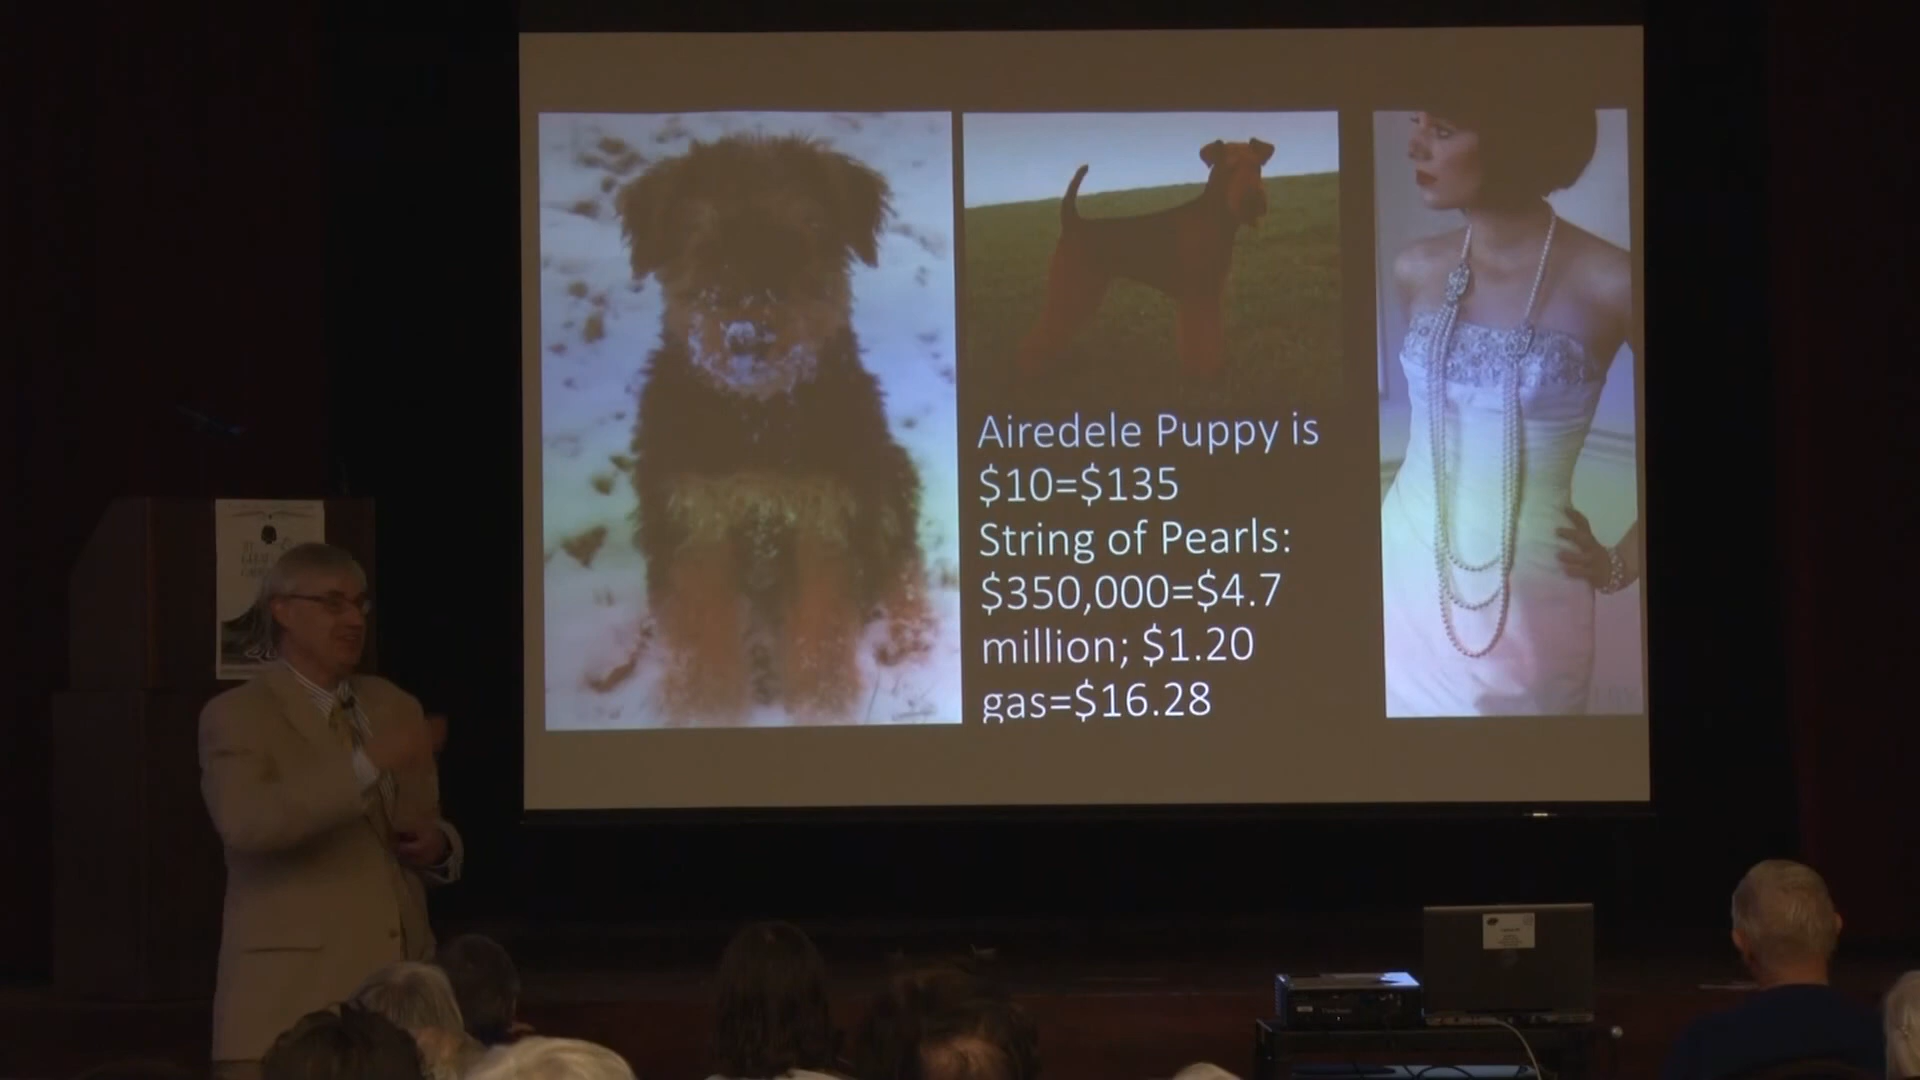 Airedele Puppy is
$10=$135
String of Pearls:
$350,000=$4.7
million; $1.20
gas=$16.28